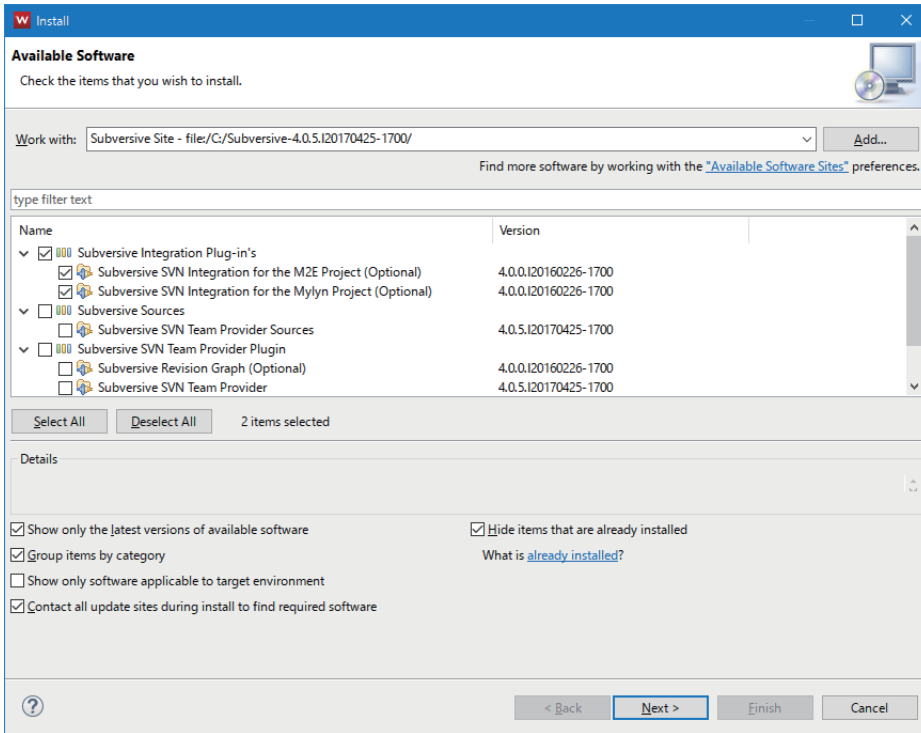 W Install
Available Software
Check the items that you wish to install.
Work with: Subversive Site - file:/C:/Subversive-4.0.5.I20170425-1700/ Add...
Find more software by working with the "Available Software Sites" preferences.
type filter text
Name Version
Subversive Integration Plug-in's
Subversive SVN Integration for the M2E Project (Optional) 4.0.0.I20160226-1700
Subversive SVN Integration for the Mylyn Project (Optional) 4.0.0.I20160226-1700
Subversive Sources
Subversive SVN Team Provider Sources 4.0.5.I20170425-1700
Subversive SVN Team Provider Plugin
Subversive Revision Graph (Optional) 4.0.0.I20160226-1700
Subversive SVN Team Provider 4.0.5.I20170425-1700
Select All Deselect All 2 items selected
Details
Show only the latest versions of available software Hide items that are already installed
Group items by category What is already installed?
Show only software applicable to target environment
Contact all update sites during install to find required software
? < Back Next > Finish Cancel